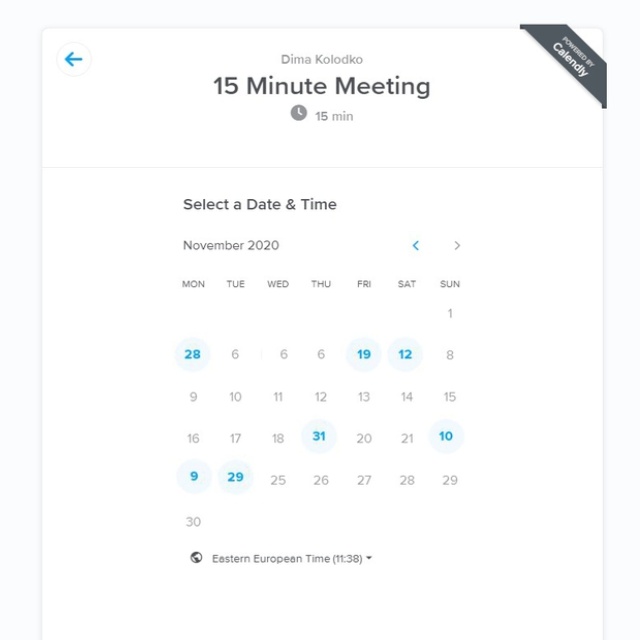 POWERED BY
Calendly
Dima Kolodko
15 Minute Meeting
15 min
Select a Date & Time
November 2020
MON TUE WED THU FRI SAT SUN
1
28 6 6 6 19 12 8
9 10 11 12 13 14 15
16 17 18 31 20 21 10
9 29 25 26 27 28 29
30
Eastern European Time (11:38)